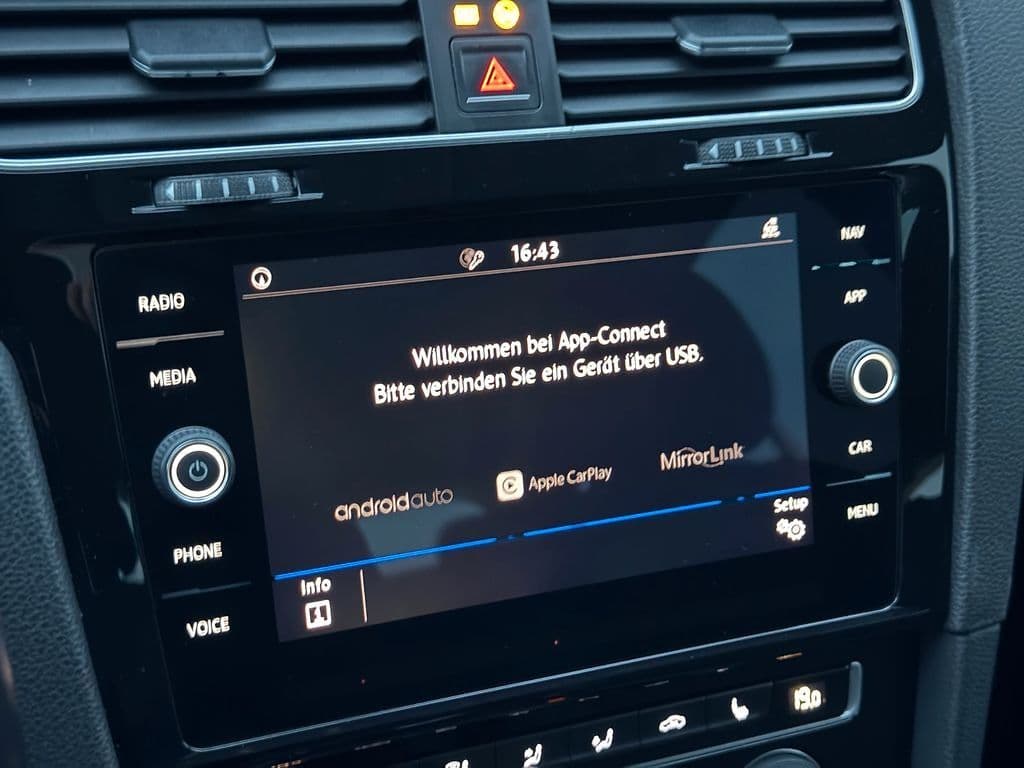 16:43
NAV
RADIO
APP
Willkommen bei App-Connect
Bitte verbinden Sie ein Gerät über USB.
MEDIA
CAR
androidauto
Apple CarPlay
MirrorLink
Setup
MENU
PHONE
Info
VOICE
19.0